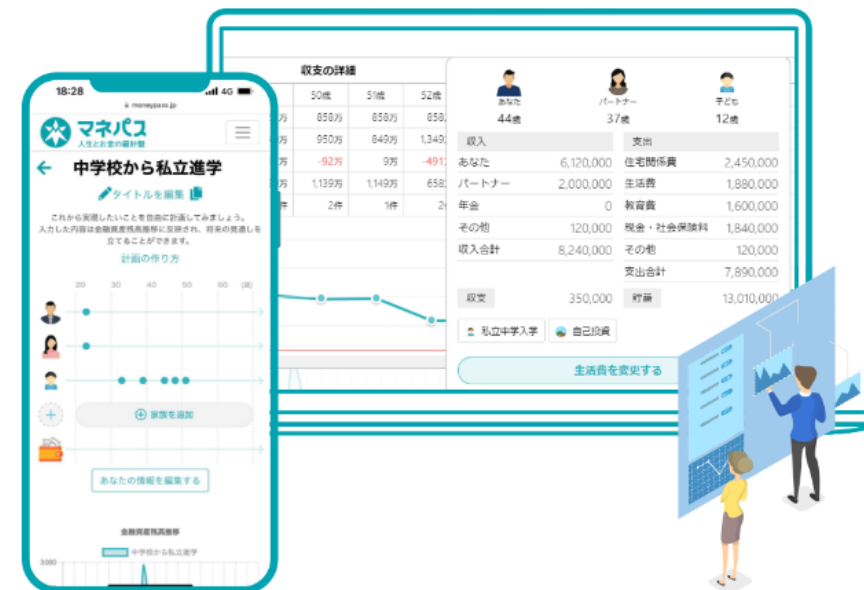 18:28
4G
moneypass.jp
マネパス
人生とお金の羅針盤
中学校から私立進学
タイトルを編集
これから実現したいことを自由に計画してみましょう。
入力した内容は金融資産残高推移に反映され、将来の見通しを
立てることができます。
計画の作り方
20 30 40 50 60 (歳)
家族を追加
あなたの情報を編集する
金融資産残高推移
中学校から私立進学
3000
収支の詳細
50歳 51歳 52歳
万 858万 858万 858
万 950万 849万 1,349
万 -92万 9万 -491
万 1,139万 1,149万 658
件 2件 1件 2
あなた パートナー 子ども
44歳 37歳 12歳
収入 支出
あなた 6,120,000 住宅関係費 2,450,000
パートナー 2,000,000 生活費 1,880,000
年金 0 教育費 1,600,000
その他 120,000 税金・社会保険料 1,840,000
収入合計 8,240,000 その他 120,000
支出合計 7,890,000
収支 350,000 貯蓄 13,010,000
私立中学入学 自己投資
生活費を変更する